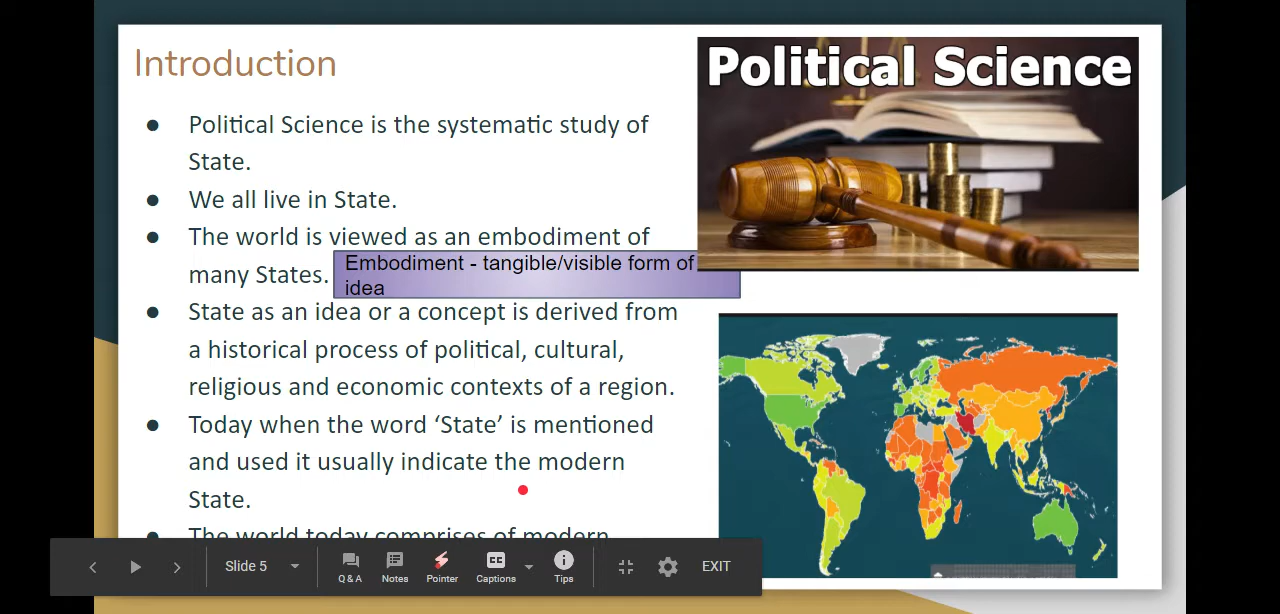 Introduction
Political Science
● Political Science is the systematic study of
State.
● We all live in State.
● The world is viewed as an embodiment of
many States.
Embodiment - tangible/visible form of
idea
● State as an idea or a concept is derived from
a historical process of political, cultural,
religious and economic contexts of a region.
● Today when the word ‘State’ is mentioned
and used it usually indicate the modern
State.
● The world today comprises of modern
Slide 5
Q & A
Notes
Pointer
CC
Captions
Tips
EXIT